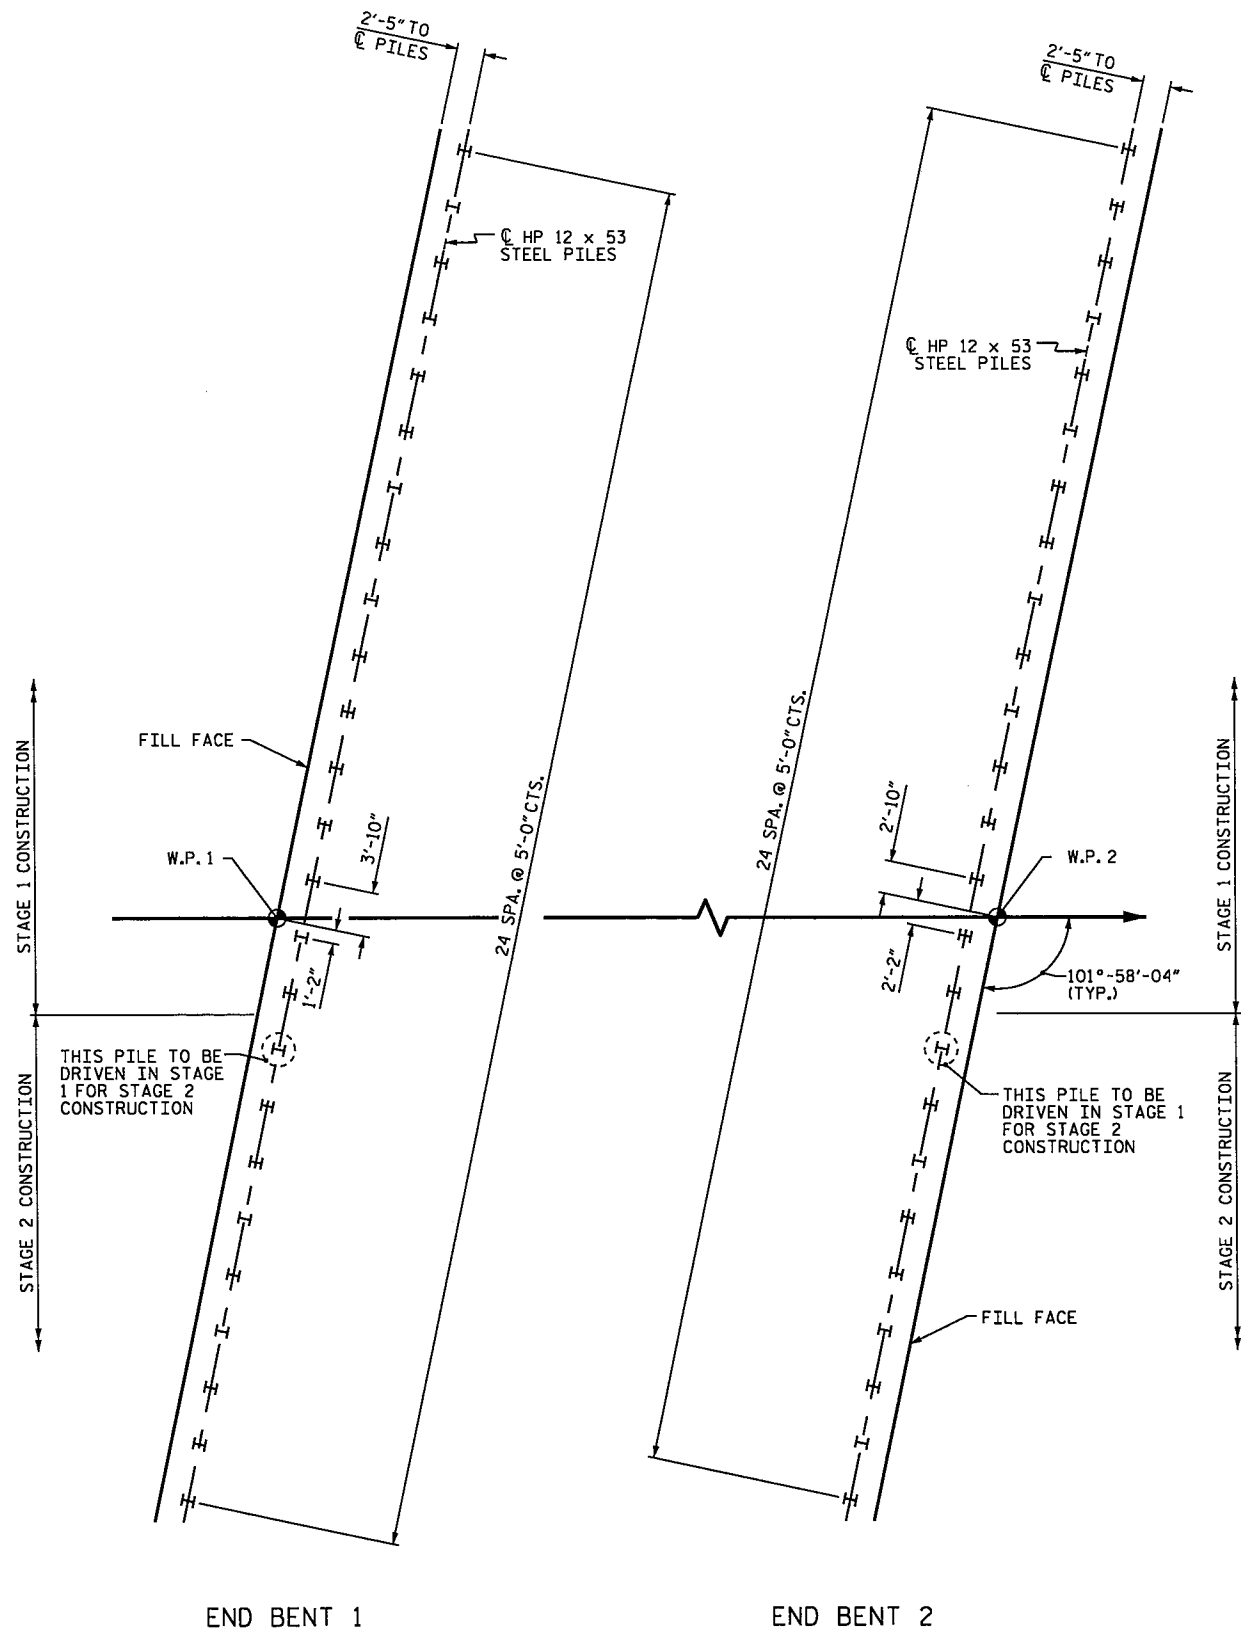 2'-5" TO
℄ PILES
2'-5" TO
℄ PILES
℄ HP 12 x 53
STEEL PILES
℄ HP 12 x 53
STEEL PILES
FILL FACE
STAGE 1 CONSTRUCTION
24 SPA. @ 5'-0" CTS.
24 SPA. @ 5'-0" CTS.
STAGE 1 CONSTRUCTION
3'-10"
2'-10"
W.P. 1
W.P. 2
1'-2"
2'-2"
101°-58'-04"
(TYP.)
THIS PILE TO BE
DRIVEN IN STAGE
1 FOR STAGE 2
CONSTRUCTION
THIS PILE TO BE
DRIVEN IN STAGE 1
FOR STAGE 2
CONSTRUCTION
STAGE 2 CONSTRUCTION
STAGE 2 CONSTRUCTION
FILL FACE
END BENT 1
END BENT 2